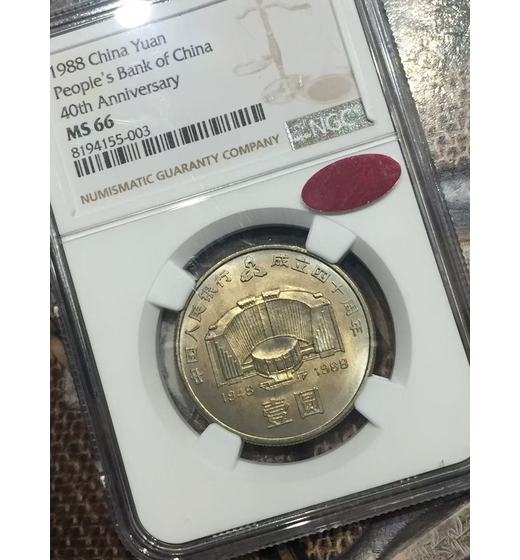 1988 China Yuan
People's Bank of China
40th Anniversary
MS 66
8194155-003
NGC
NUMISMATIC GUARANTY COMPANY
中国人民银行 成立四十周年
1948 1988
壹圆